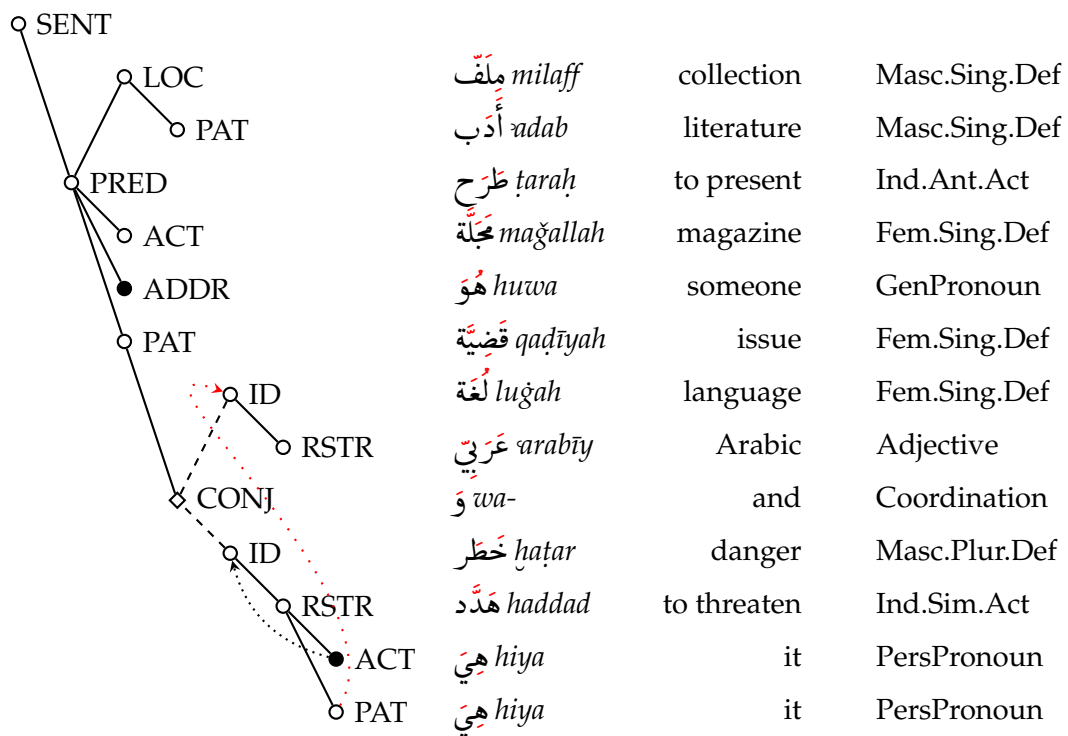 SENT
LOC مِلَفّ milaff collection Masc.Sing.Def
PAT أَدَب ʾadab literature Masc.Sing.Def
PRED طَرَح ṭaraḥ to present Ind.Ant.Act
ACT مَجَلَّة maǧallah magazine Fem.Sing.Def
ADDR هُوَ huwa someone GenPronoun
PAT قَضِيَّة qaḍīyah issue Fem.Sing.Def
ID لُغَة luġah language Fem.Sing.Def
RSTR عَرَبِيّ ʿarabīy Arabic Adjective
CONJ وَ wa- and Coordination
ID خَطَر ḫaṭar danger Masc.Plur.Def
RSTR هَدَّد haddad to threaten Ind.Sim.Act
ACT هِيَ hiya it PersPronoun
PAT هِيَ hiya it PersPronoun